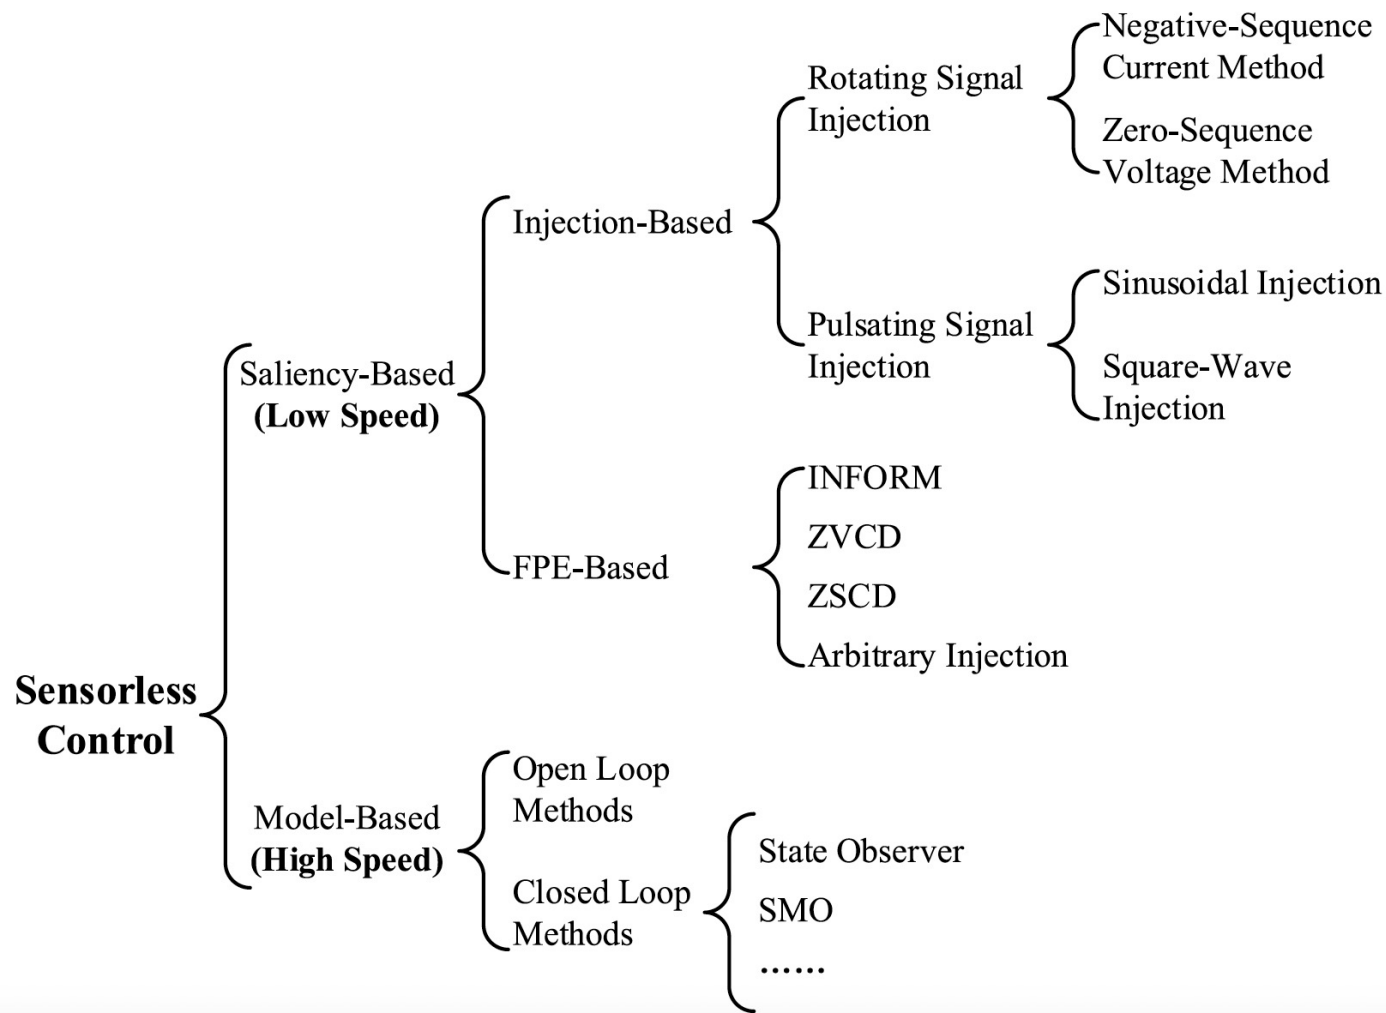 Sensorless
Control
Saliency-Based
(Low Speed)
Injection-Based
Rotating Signal
Injection
Negative-Sequence
Current Method
Zero-Sequence
Voltage Method
Pulsating Signal
Injection
Sinusoidal Injection
Square-Wave
Injection
FPE-Based
INFORM
ZVCD
ZSCD
Arbitrary Injection
Model-Based
(High Speed)
Open Loop
Methods
Closed Loop
Methods
State Observer
SMO
......